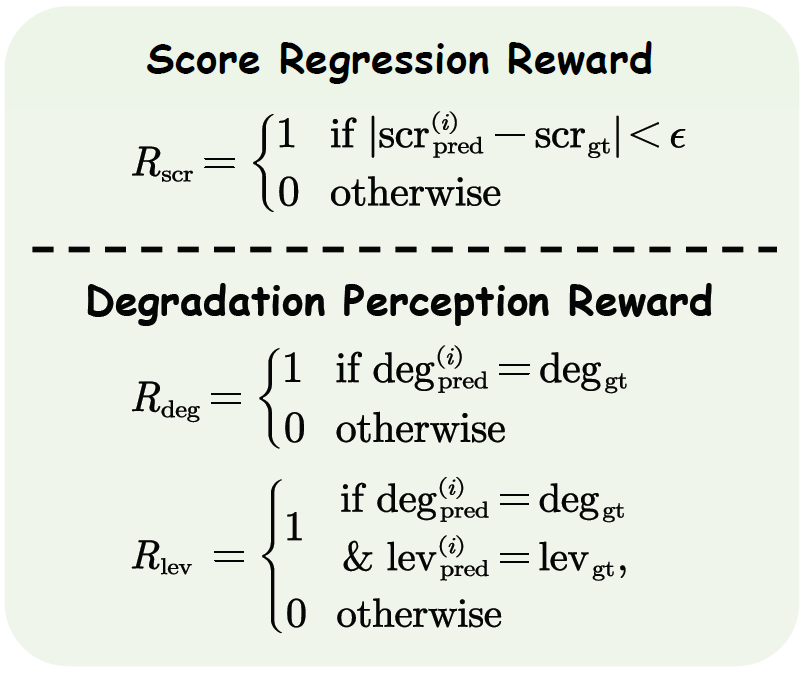 Score Regression Reward
R_scr = { 1 if |scr_pred^(i) − scr_gt| < ϵ
0 otherwise
Degradation Perception Reward
R_deg = { 1 if deg_pred^(i) = deg_gt
0 otherwise
R_lev = { 1 if deg_pred^(i) = deg_gt
& lev_pred^(i) = lev_gt,
0 otherwise